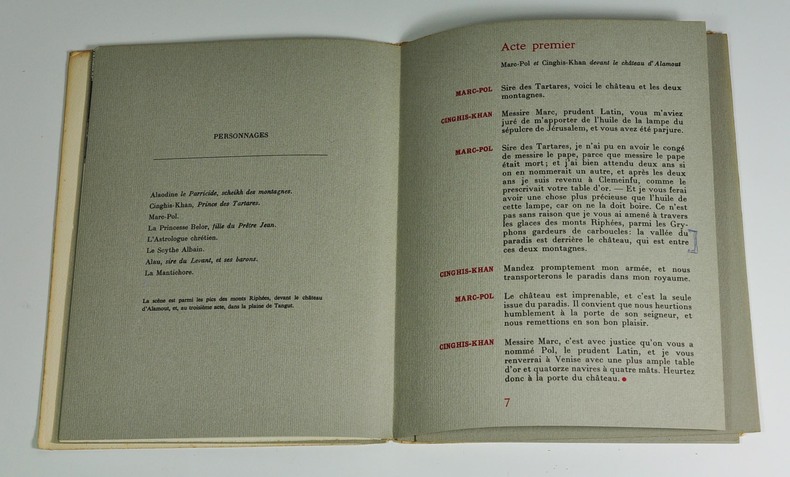 PERSONNAGES
Alaodine le Parricide, scheikh des montagnes.
Cinghis-Khan, Prince des Tartares.
Marc-Pol.
La Princesse Belor, fille du Prêtre Jean.
L'Astrologue chrétien.
Le Scythe Albain.
Alau, sire du Levant, et ses barons.
La Mantichore.
La scène est parmi les pics des monts Riphées, devant le château
d'Alamout, et, au troisième acte, dans la plaine de Tangut.
Acte premier
Marc-Pol et Cinghis-Khan devant le château d'Alamout
MARC-POL Sire des Tartares, voici le château et les deux
montagnes.
CINGHIS-KHAN Messire Marc, prudent Latin, vous m'aviez
juré de m'apporter de l'huile de la lampe du
sépulcre de Jérusalem, et vous avez été parjure.
MARC-POL Sire des Tartares, je n'ai pu en avoir le congé
de messire le pape, parce que messire le pape
était mort; et j'ai bien attendu deux ans si
on en nommerait un autre, et après les deux
ans je suis revenu à Clemeinfu, comme le
prescrivait votre table d'or. — Et je vous ferai
avoir une chose plus précieuse que l'huile de
cette lampe, car on ne la doit boire. Ce n'est
pas sans raison que je vous ai amené à travers
les glaces des monts Riphées, parmi les Gry-
phons gardeurs de carboucles: la vallée du
paradis est derrière le château, qui est entre
ces deux montagnes.
CINGHIS-KHAN Mandez promptement mon armée, et nous
transporterons le paradis dans mon royaume.
MARC-POL Le château est imprenable, et c'est la seule
issue du paradis. Il convient que nous heurtions
humblement à la porte de son seigneur, et
nous remettions en son bon plaisir.
CINGHIS-KHAN Messire Marc, c'est avec justice qu'on vous a
nommé Pol, le prudent Latin, et je vous
renverrai à Venise avec une plus ample table
d'or et quatorze navires à quatre mâts. Heurtez
donc à la porte du château.
7